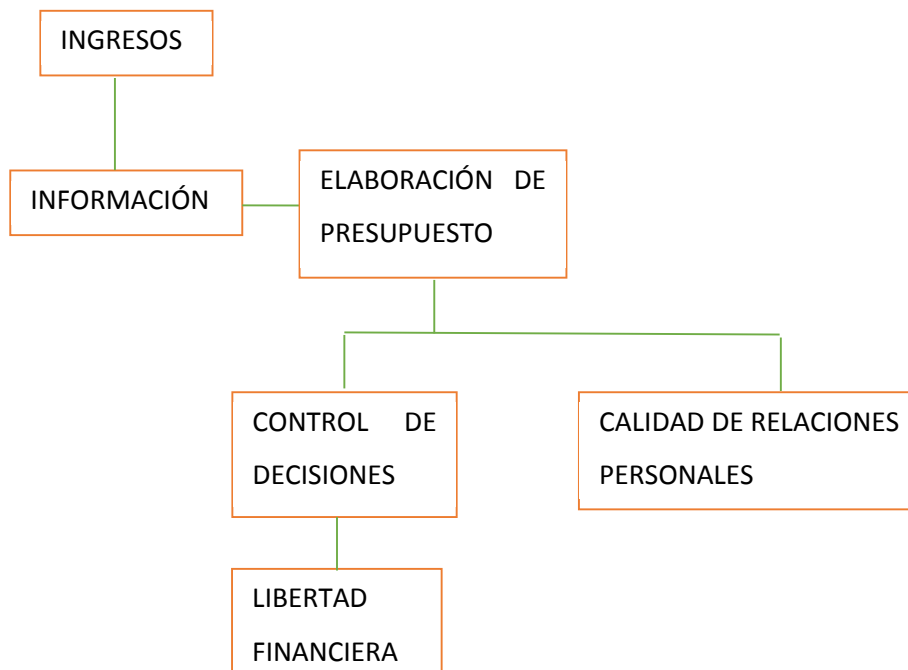 INGRESOS
INFORMACIÓN
ELABORACIÓN DE
PRESUPUESTO
CONTROL DE
DECISIONES
CALIDAD DE RELACIONES
PERSONALES
LIBERTAD
FINANCIERA